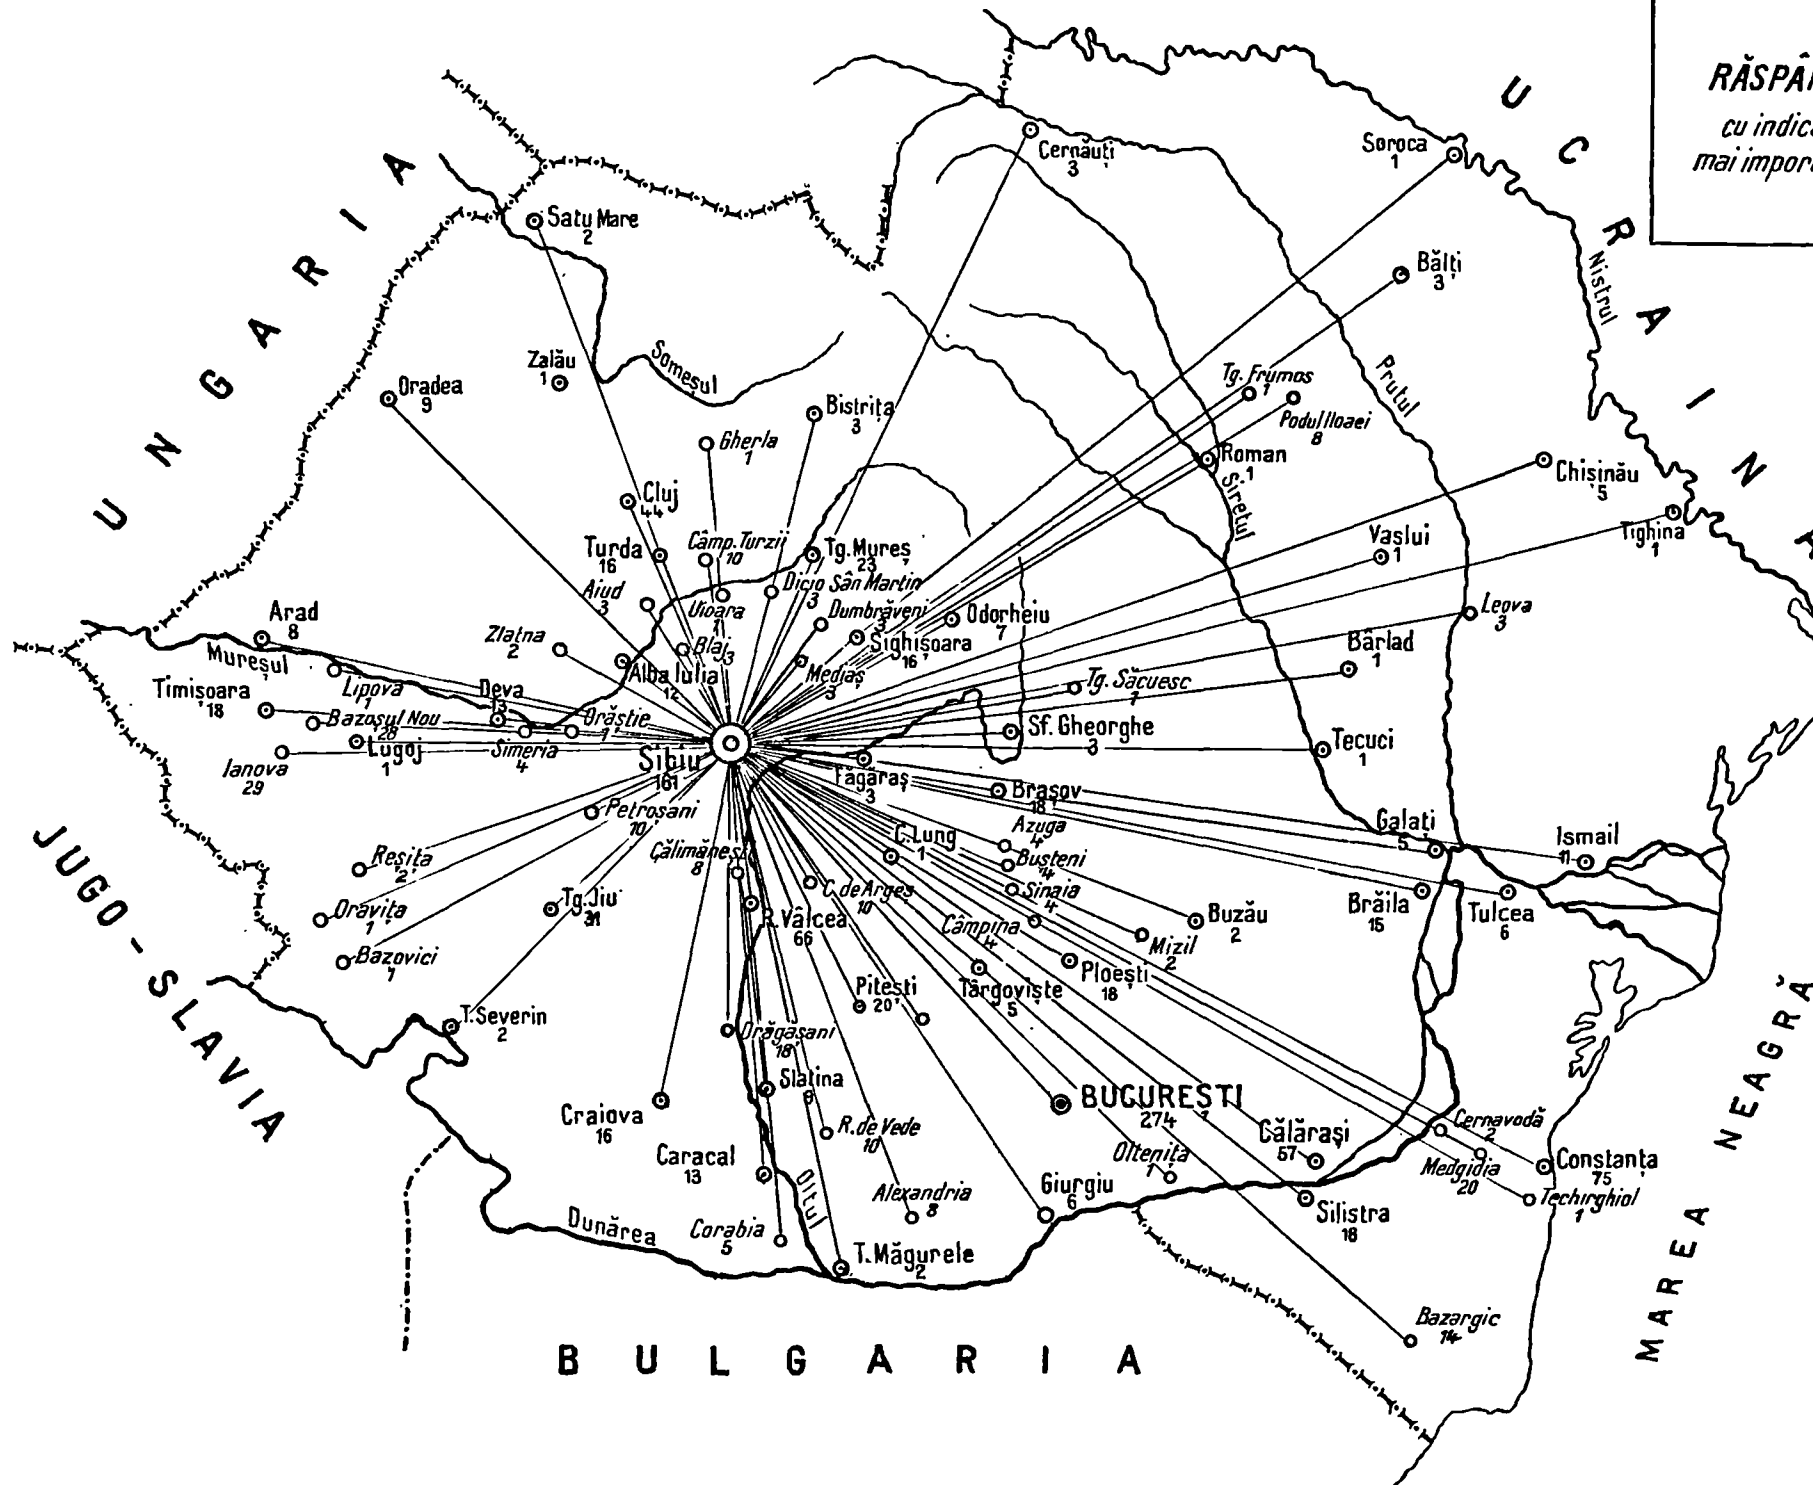 RĂSPÂ
cu indic
mai impor
UCRAINA
UNGARIA
JUGO-SLAVIA
BULGARIA
MAREA NEAGRĂ
Cernăuți
3
Soroca
1
Satu Mare
2
Bălți
3
Nistrul
Zalău
1
Someșul
Oradea
9
Bistrița
3
Gherla
1
Tg. Frumos
1
Podul Iloaei
8
Prutul
Roman
1
Siretul
Chișinău
5
Tighina
1
Cluj
44
Turda
16
Câmp. Turzii
10
Tg. Mureș
23
Vaslui
1
Aiud
3
Uioara
1
Dicio Sân Martin
3
Dumbrăveni
3
Odorheiu
7
Leova
3
Arad
8
Mureșul
Zlatna
2
Blaj
3
Sighișoara
16
Bârlad
1
Alba Iulia
12
Mediaș
3
Tg. Săcuesc
1
Timișoara
18
Lipova
1
Deva
13
Bazoșul Nou
28
Orăștie
1
Sf. Gheorghe
3
Tecuci
1
Lugoj
1
Simeria
4
Sibiu
161
Ianova
29
Făgăraș
3
Brașov
18
Petroșani
10
Azuga
4
C. Lung
1
Galați
5
Ismail
11
Reșița
2
Călimănești
8
Bușteni
14
C. de Argeș
10
Sinaia
4
Tg. Jiu
31
Oravița
1
R. Vâlcea
66
Câmpina
14
Buzău
2
Brăila
15
Tulcea
6
Mizil
2
Bazovici
7
Ploești
18
Pitești
20
Târgoviște
5
T. Severin
2
Drăgășani
18
Slatina
8
BUCUREȘTI
274
Craiova
16
R. de Vede
10
Cernavodă
2
Călărași
57
Caracal
13
Oltenița
1
Medgidia
20
Constanța
75
Techirghiol
1
Alexandria
8
Giurgiu
6
Silistra
18
Oltul
Dunărea
Corabia
5
T. Măgurele
2
Bazargic
14